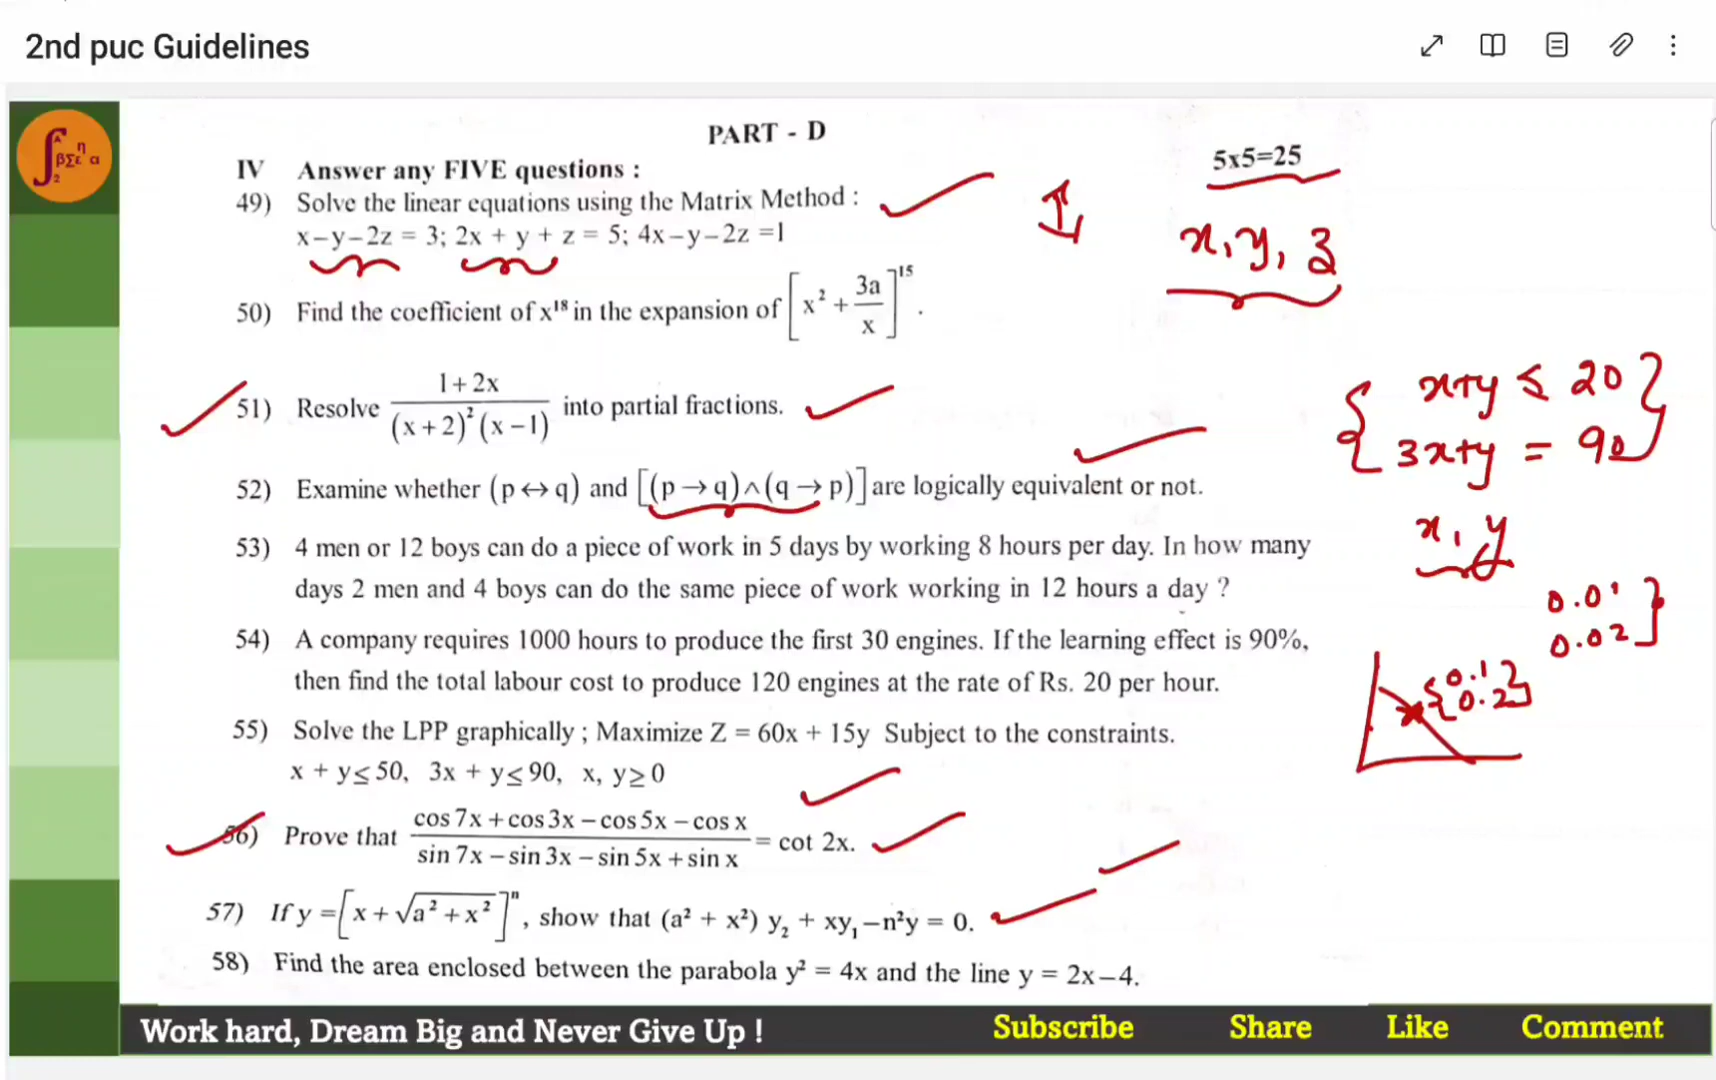 2nd puc Guidelines
PART - D
IV Answer any FIVE questions : 5x5=25
49) Solve the linear equations using the Matrix Method :
x-y-2z = 3; 2x + y + z = 5; 4x-y-2z =1
x, y, z
50) Find the coefficient of x¹⁸ in the expansion of [x² + 3a/x]¹⁵.
51) Resolve (1+2x)/((x+2)²(x-1)) into partial fractions.
{ x+y ≤ 20
3x+y = 90 }
52) Examine whether (p↔q) and [(p→q)∧(q→p)] are logically equivalent or not.
x, y
53) 4 men or 12 boys can do a piece of work in 5 days by working 8 hours per day. In how many
days 2 men and 4 boys can do the same piece of work working in 12 hours a day ?
0.01
0.02 }
54) A company requires 1000 hours to produce the first 30 engines. If the learning effect is 90%,
then find the total labour cost to produce 120 engines at the rate of Rs. 20 per hour.
{ 0.1
0.2 }
55) Solve the LPP graphically ; Maximize Z = 60x + 15y Subject to the constraints.
x + y≤ 50, 3x + y≤ 90, x, y≥ 0
56) Prove that (cos 7x + cos 3x – cos 5x – cos x)/(sin 7x – sin 3x – sin 5x + sin x) = cot 2x.
57) If y = [x + √(a² + x²)]ⁿ, show that (a² + x²) y₂ + xy₁ –n²y = 0.
58) Find the area enclosed between the parabola y² = 4x and the line y = 2x–4.
Work hard, Dream Big and Never Give Up ! Subscribe Share Like Comment